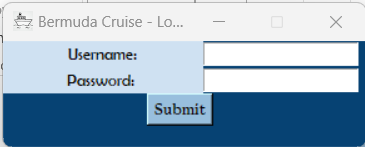 Bermuda Cruise - Lo...
Username:
Password:
Submit